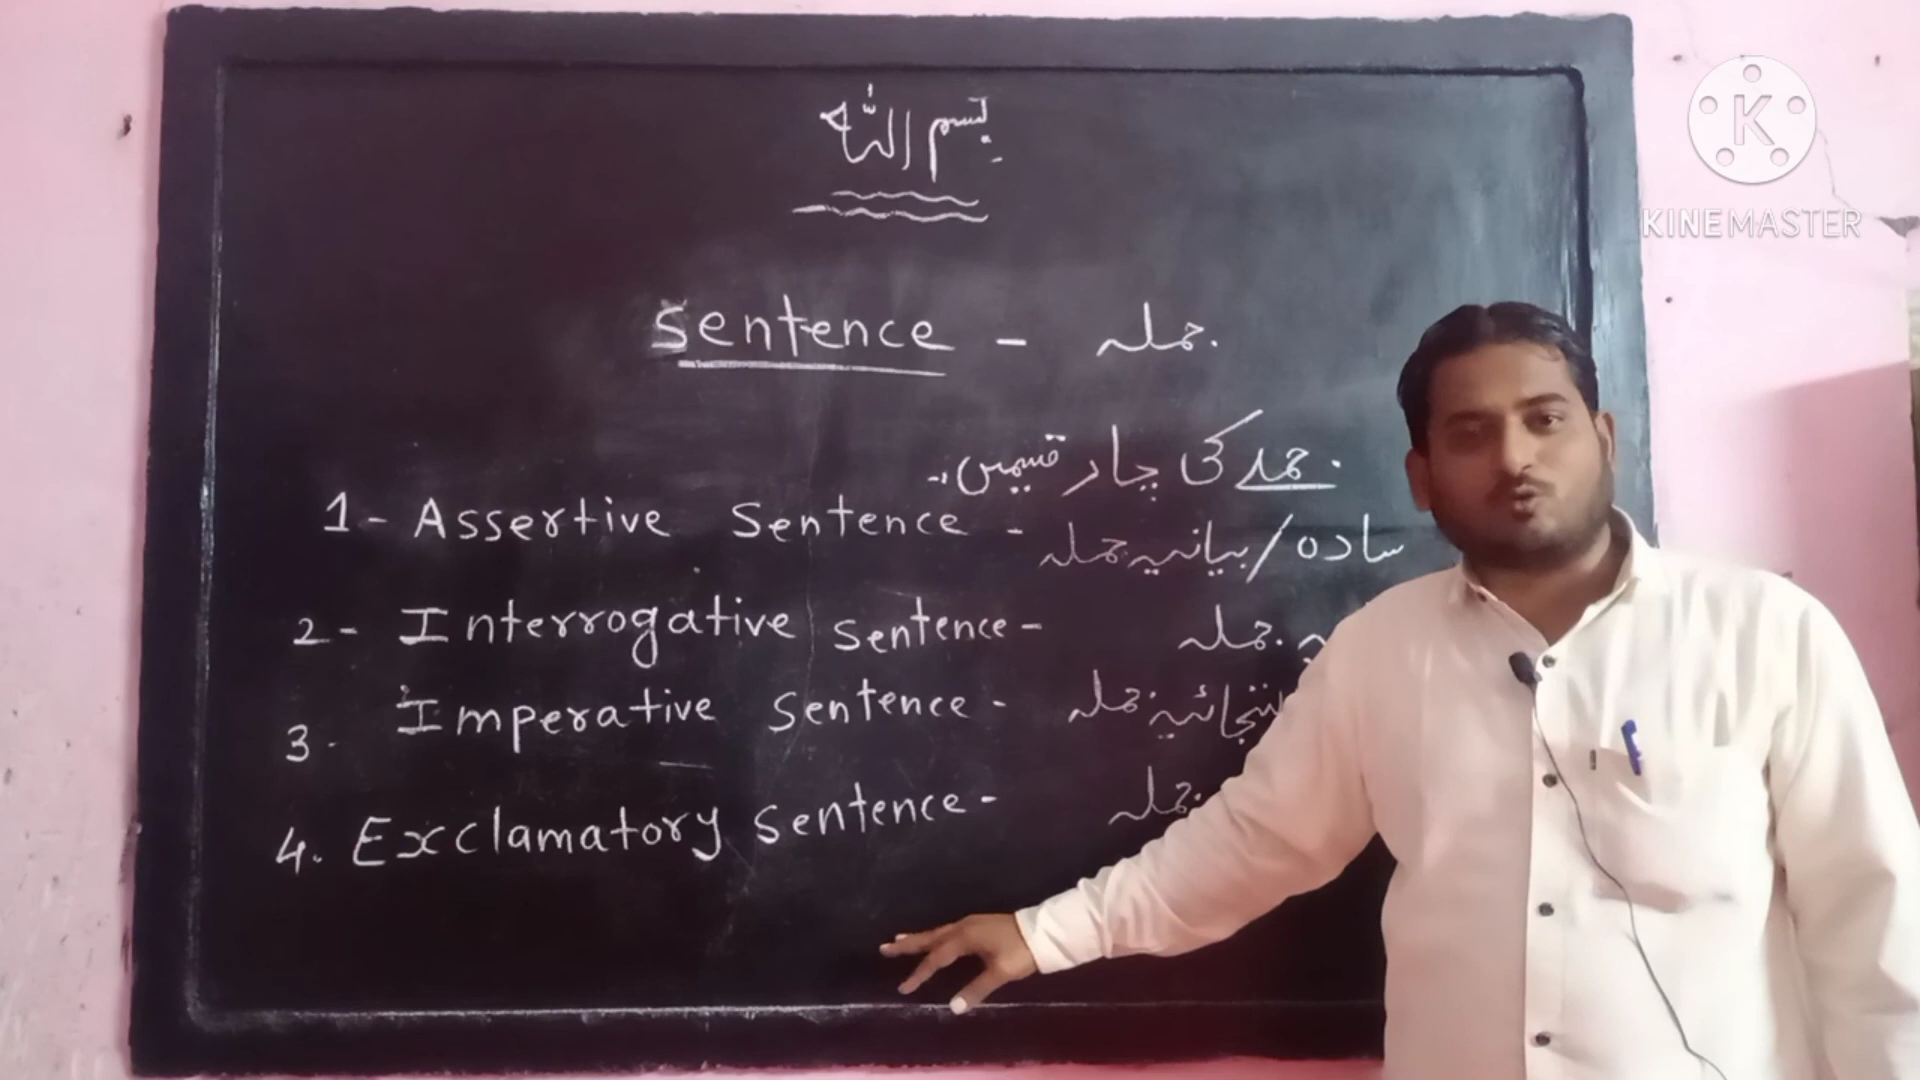 بسم اللہ
Sentence - جملہ
جملہ کی چار قسمیں
1- Assertive Sentence - سادہ/بیانیہ جملہ
2- Interrogative Sentence - جملہ
3- Imperative Sentence - جملہ
4. Exclamatory Sentence - جملہ
K
KINEMASTER